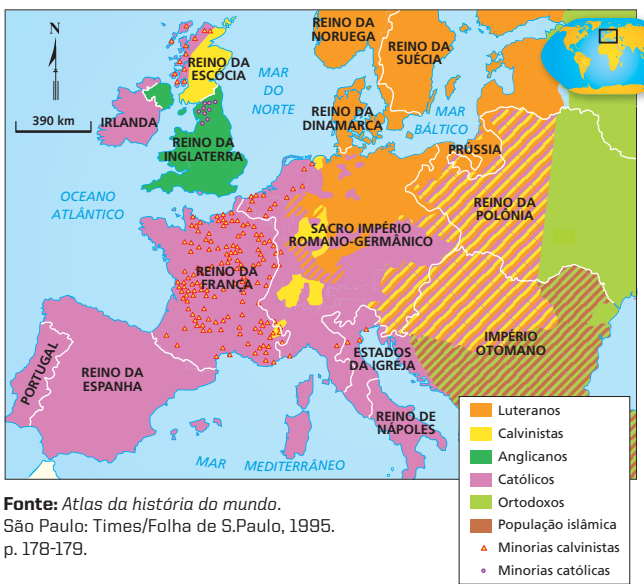 REINO DA
NORUEGA
REINO DA
SUÉCIA
N
REINO DA
ESCÓCIA
MAR
DO
NORTE
390 km
IRLANDA
REINO DA
DINAMARCA
MAR
BÁLTICO
REINO DA
INGLATERRA
PRÚSSIA
OCEANO
ATLÂNTICO
REINO DA
POLÔNIA
SACRO IMPÉRIO
ROMANO-GERMÂNICO
REINO DA
FRANÇA
IMPÉRIO
OTOMANO
ESTADOS
DA IGREJA
PORTUGAL
REINO DA
ESPANHA
REINO DE
NÁPOLES
MAR MEDITERRÂNEO
Luteranos
Calvinistas
Anglicanos
Católicos
Ortodoxos
População islâmica
Minorias calvinistas
Minorias católicas
Fonte: Atlas da história do mundo.
São Paulo: Times/Folha de S.Paulo, 1995.
p. 178-179.